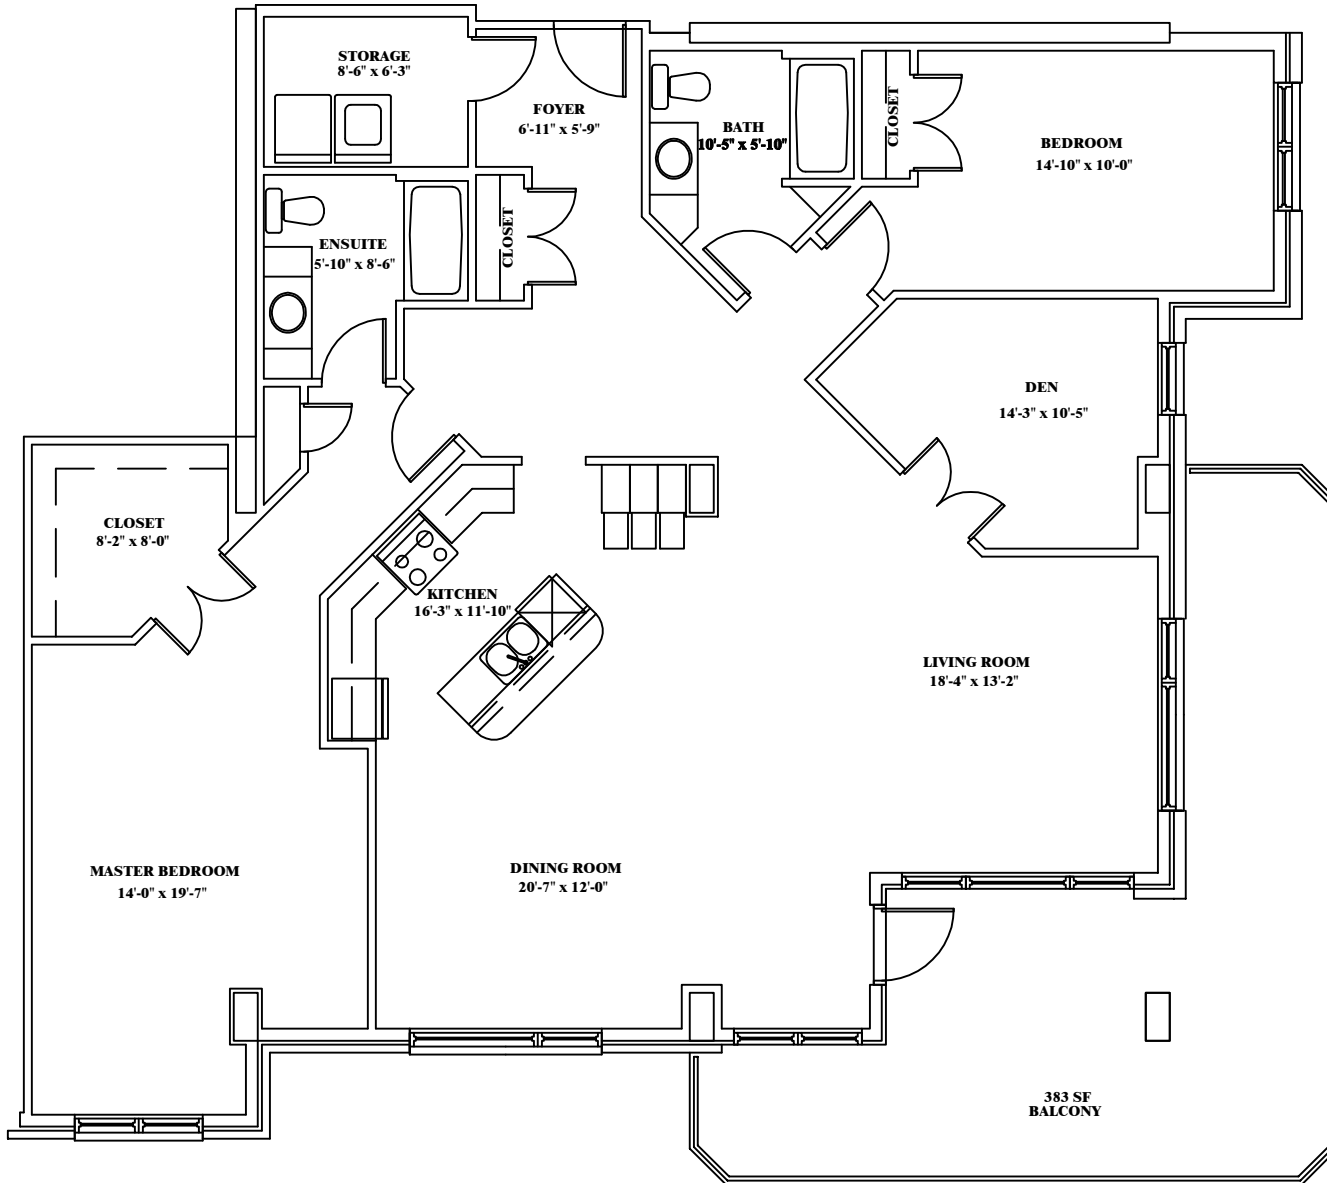 STORAGE
8'-6" x 6'-3"
FOYER
6'-11" x 5'-9"
BATH
10'-5" x 5'-10"
CLOSET
BEDROOM
14'-10" x 10'-0"
ENSUITE
5'-10" x 8'-6"
CLOSET
DEN
14'-3" x 10'-5"
CLOSET
8'-2" x 8'-0"
KITCHEN
16'-3" x 11'-10"
LIVING ROOM
18'-4" x 13'-2"
MASTER BEDROOM
14'-0" x 19'-7"
DINING ROOM
20'-7" x 12'-0"
383 SF
BALCONY